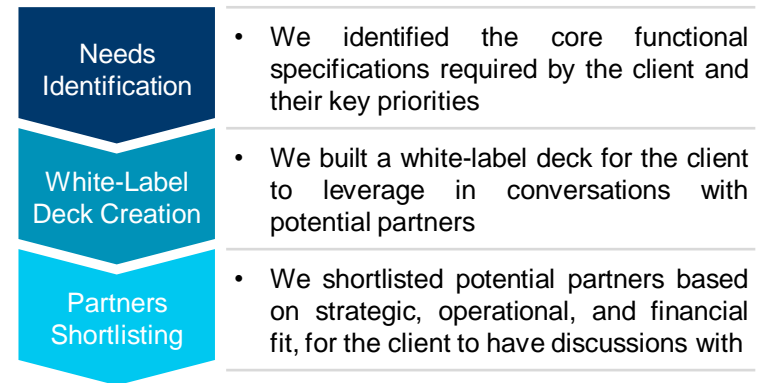 Needs
Identification
• We identified the core functional
specifications required by the client and
their key priorities
White-Label
Deck Creation
• We built a white-label deck for the client
to leverage in conversations with
potential partners
Partners
Shortlisting
• We shortlisted potential partners based
on strategic, operational, and financial
fit, for the client to have discussions with